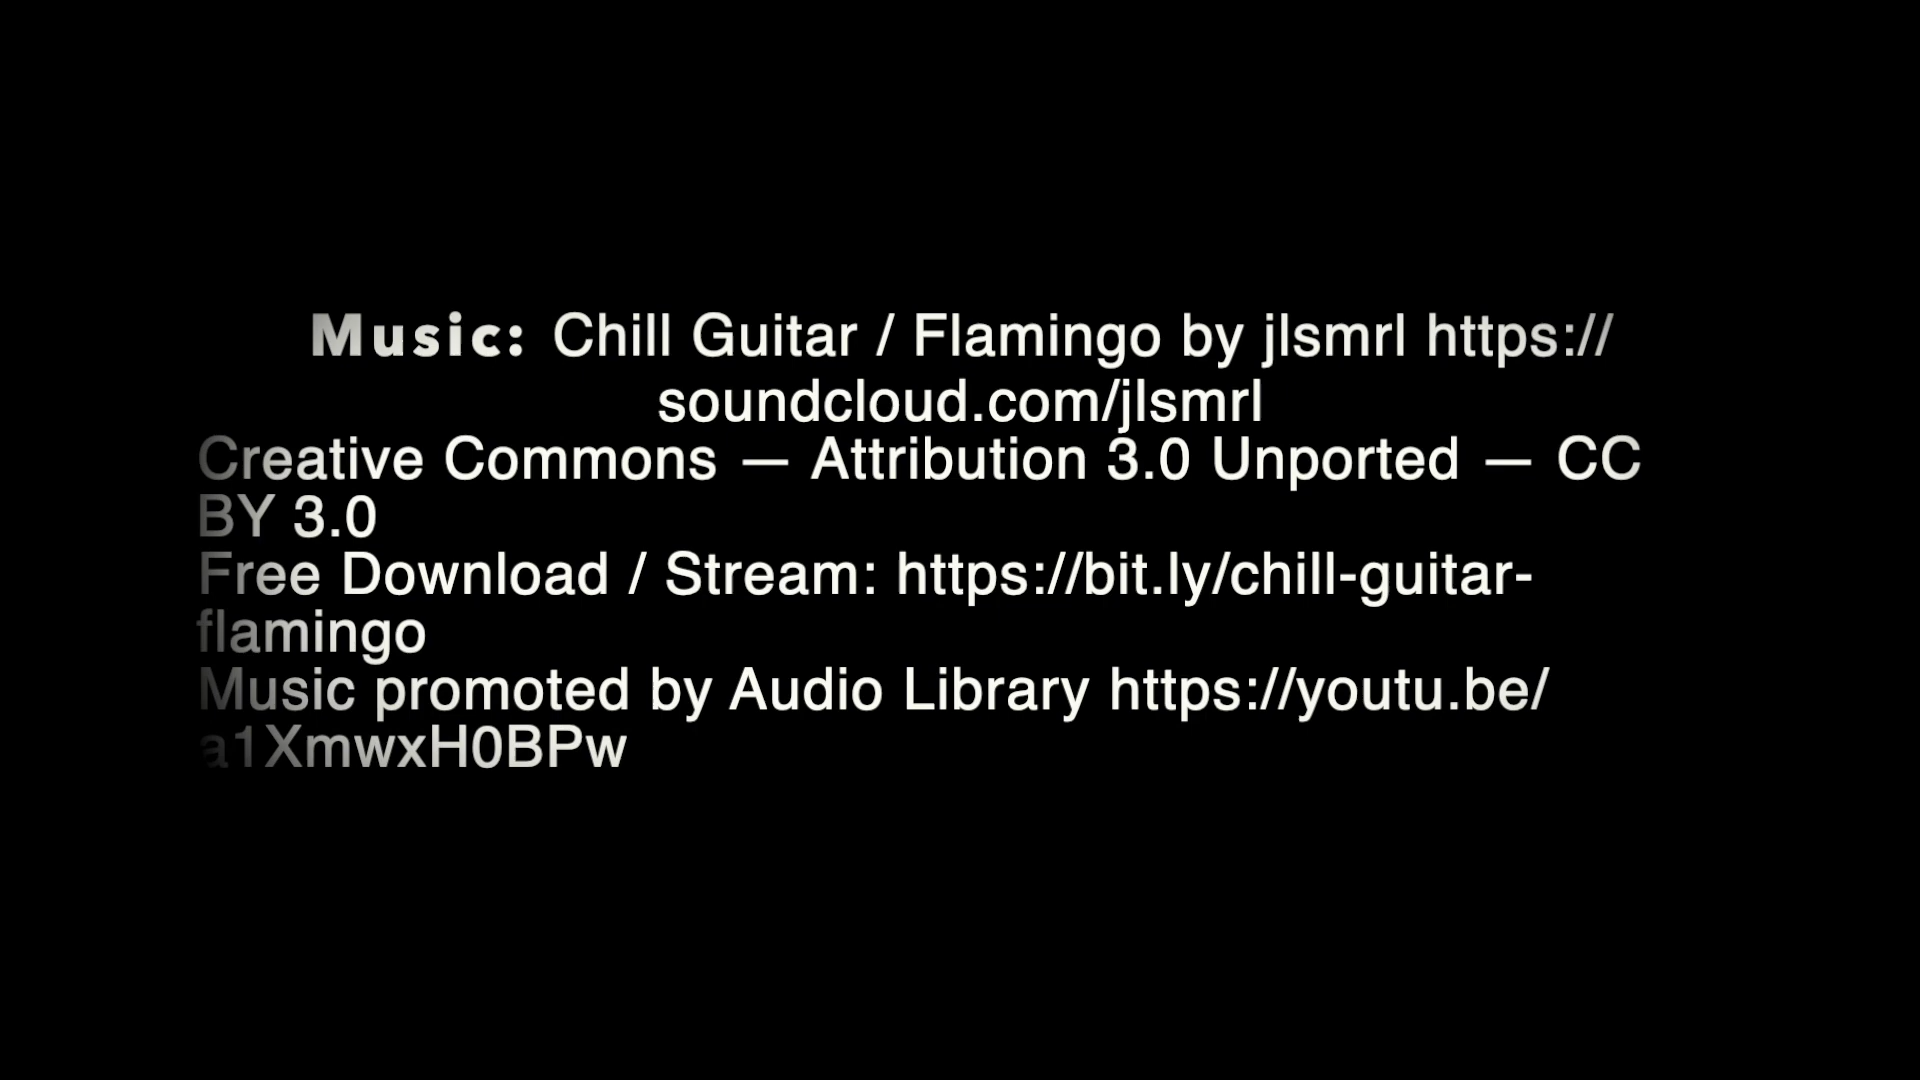 Music: Chill Guitar / Flamingo by jlsmrl https://
soundcloud.com/jlsmrl
Creative Commons — Attribution 3.0 Unported — CC
BY 3.0
Free Download / Stream: https://bit.ly/chill-guitar-
flamingo
Music promoted by Audio Library https://youtu.be/
a1XmwxH0BPw